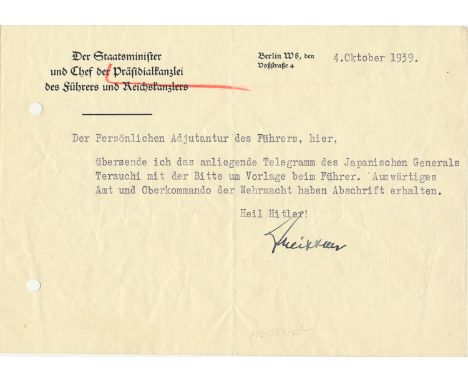 Der Staatsminister
und Chef der Präsidialkanzlei
des Führers und Reichskanzlers
Berlin W8, den
Voßstraße 4
4.Oktober 1939.
Der Persönlichen Adjutantur des Führers, hier,
übersende ich das anliegende Telegramm des Japanischen Generals
Terauchi mit der Bitte um Vorlage beim Führer. Auswärtiges
Amt und Oberkommando der Wehrmacht haben Abschrift erhalten.
Heil Hitler!